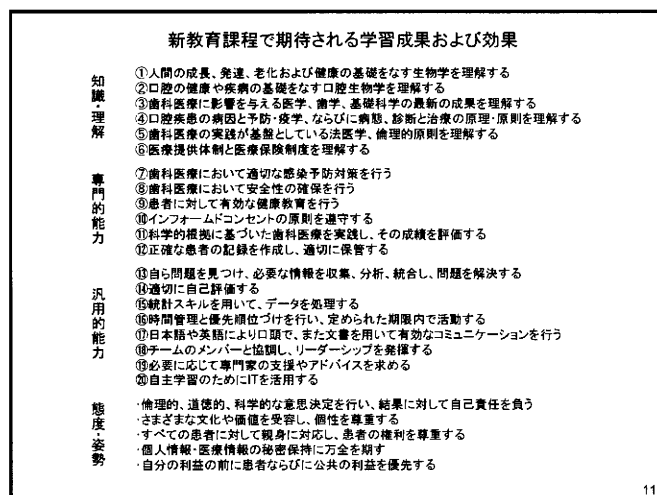 新教育課程で期待される学習成果および効果
知識・理解
①人間の成長、発達、老化および健康の基礎をなす生物学を理解する
②口腔の健康や疾病の基礎をなす口腔生物学を理解する
③歯科医療に影響を与える医学、歯学、基礎科学の最新の成果を理解する
④口腔疾患の病因と予防・疫学、ならびに病態、診断と治療の原理・原則を理解する
⑤歯科医療の実践が基盤としている法医学、倫理的原則を理解する
⑥医療提供体制と医療保険制度を理解する
専門的能力
⑦歯科医療において適切な感染予防対策を行う
⑧歯科医療において安全性の確保を行う
⑨患者に対して有効な健康教育を行う
⑩インフォームドコンセントの原則を遵守する
⑪科学的根拠に基づいた歯科医療を実践し、その成績を評価する
⑫正確な患者の記録を作成し、適切に保管する
汎用的能力
⑬自ら問題を見つけ、必要な情報を収集、分析、統合し、問題を解決する
⑭適切に自己評価する
⑮統計スキルを用いて、データを処理する
⑯時間管理と優先順位づけを行い、定められた期限内で活動する
⑰日本語や英語により口頭で、また文書を用いて有効なコミュニケーションを行う
⑱チームのメンバーと協調し、リーダーシップを発揮する
⑲必要に応じて専門家の支援やアドバイスを求める
⑳自主学習のためにITを活用する
態度・姿勢
・倫理的、道徳的、科学的な意思決定を行い、結果に対して自己責任を負う
・さまざまな文化や価値を受容し、個性を尊重する
・すべての患者に対して親身に対応し、患者の権利を尊重する
・個人情報・医療情報の秘密保持に万全を期す
・自分の利益の前に患者ならびに公共の利益を優先する
11